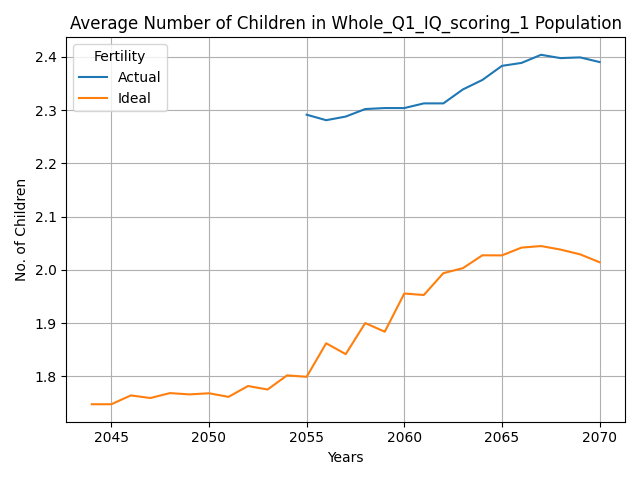 Average Number of Children in Whole_Q1_IQ_scoring_1 Population
Fertility
Actual
Ideal
2.4
2.3
2.2
2.1
2.0
1.9
1.8
No. of Children
2045
2050
2055
2060
2065
2070
Years